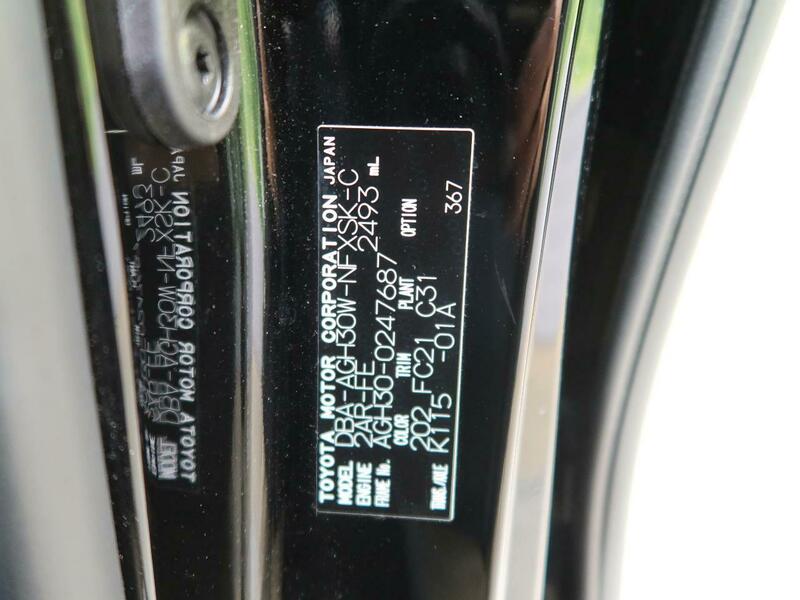 TOYOTA MOTOR CORPORATION JAPAN
MODEL DBA-AGH30W-NFXSK-C
ENGINE 2AR-FE 2493 mL
FRAME No. AGH30-0247687
COLOR TRIM PLANT OPTION
202 FC21 C31
TRANS./AXLE K115 -01A 367